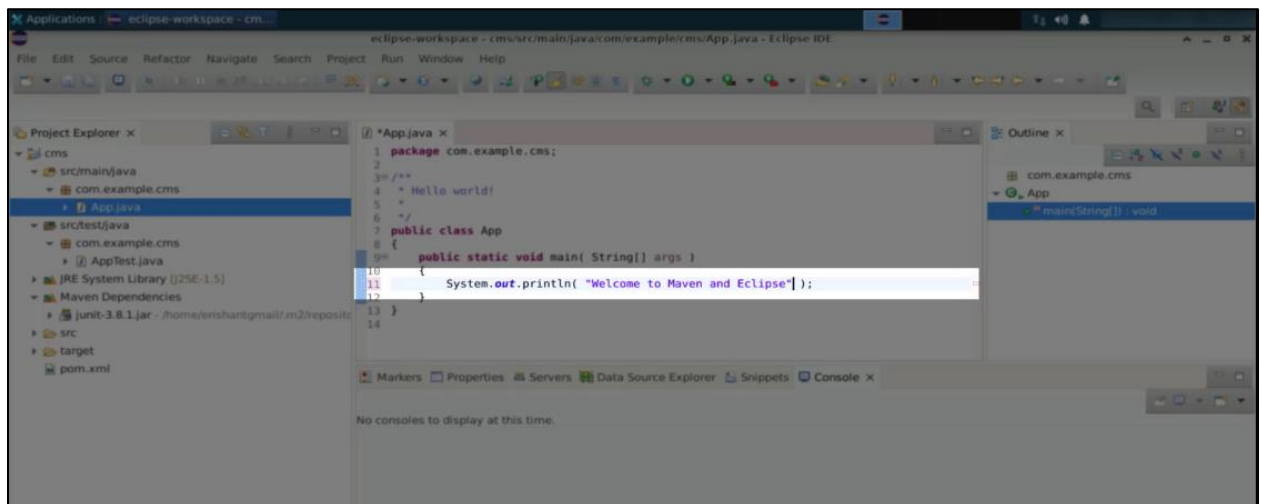 Applications eclipse-workspace - cm...
eclipse-workspace - cms/src/main/java/com/example/cms/App.java - Eclipse IDE
File Edit Source Refactor Navigate Search Project Run Window Help
Project Explorer
cms
src/main/java
com.example.cms
App.java
src/test/java
com.example.cms
AppTest.java
JRE System Library [J2SE-1.5]
Maven Dependencies
junit-3.8.1.jar - /home/erishantgmail/.m2/reposito
src
target
pom.xml
*App.java
1 package com.example.cms;
2
3 /**
4 * Hello world!
5 *
6 */
7 public class App
8 {
9 public static void main( String[] args )
10 {
11 System.out.println( "Welcome to Maven and Eclipse" );
12 }
13 }
14
Outline
com.example.cms
App
main(String[]) : void
Markers Properties Servers Data Source Explorer Snippets Console
No consoles to display at this time.